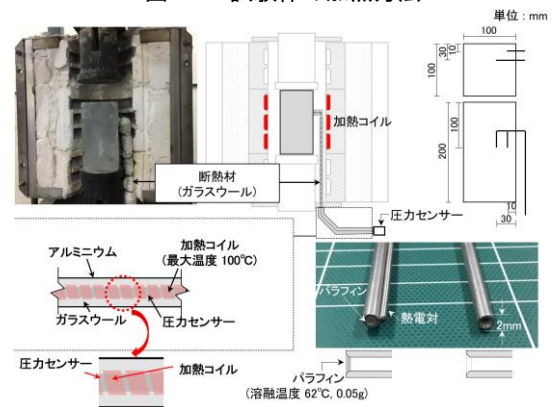 単位：mm
100
30
10
100
加熱コイル
100
200
断熱材
(ガラスウール)
10
30
圧力センサー
アルミニウム
加熱コイル
(最大温度 100℃)
ガラスウール
圧力センサー
パラフィン
熱電対
2mm
圧力センサー
加熱コイル
パラフィン
(溶融温度 62℃, 0.05g)